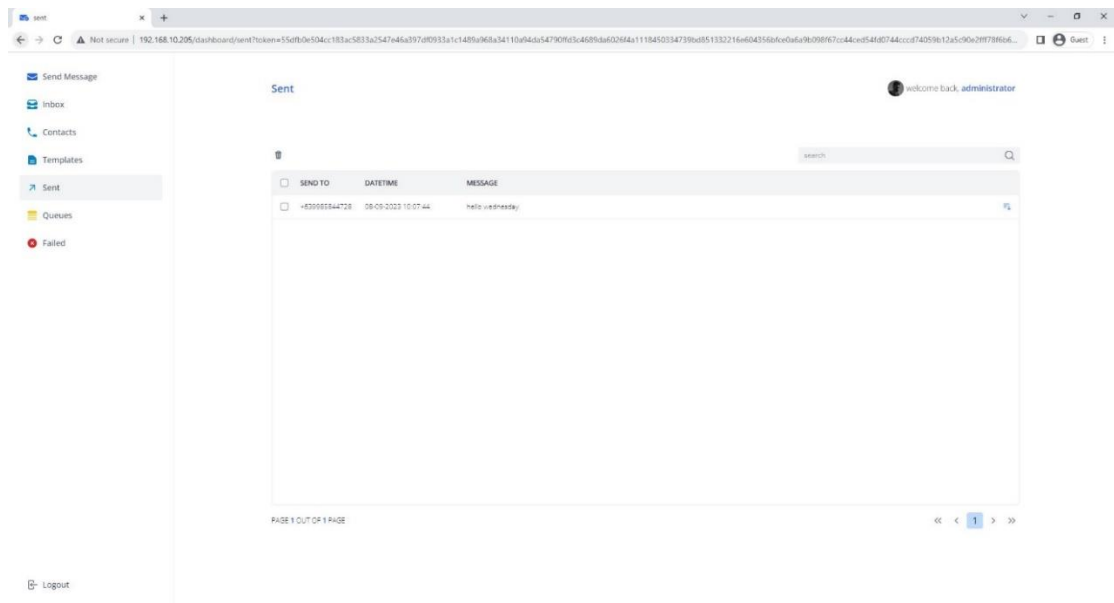 sent
Not secure | 192.168.10.205/dashboard/sent?token=
Guest
Send Message
Inbox
Contacts
Templates
Sent
Queues
Failed
Logout
Sent
welcome back, administrator
search
SEND TO DATETIME MESSAGE
+639985844728 08-09-2023 10:07:44 hello wednesday
PAGE 1 OUT OF 1 PAGE
<< < 1 > >>